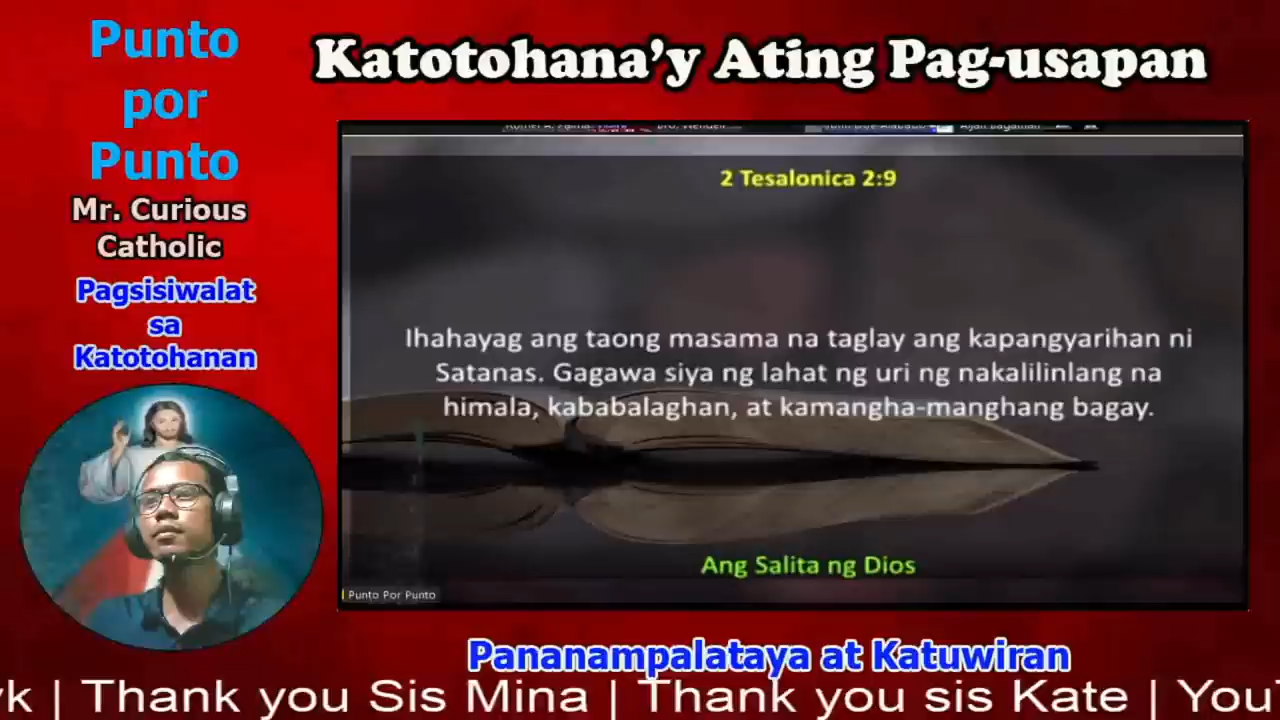 Punto
por
Punto
Mr. Curious
Catholic
Pagsisiwalat
sa
Katotohanan
Katotohana'y Ating Pag-usapan
2 Tesalonica 2:9
Ihahayag ang taong masama na taglay ang kapangyarihan ni
Satanas. Gagawa siya ng lahat ng uri ng nakalilinlang na
himala, kababalaghan, at kamangha-manghang bagay.
Ang Salita ng Dios
Punto Por Punto
Pananampalataya at Katuwiran
| Thank you Sis Mina | Thank you sis Kate |